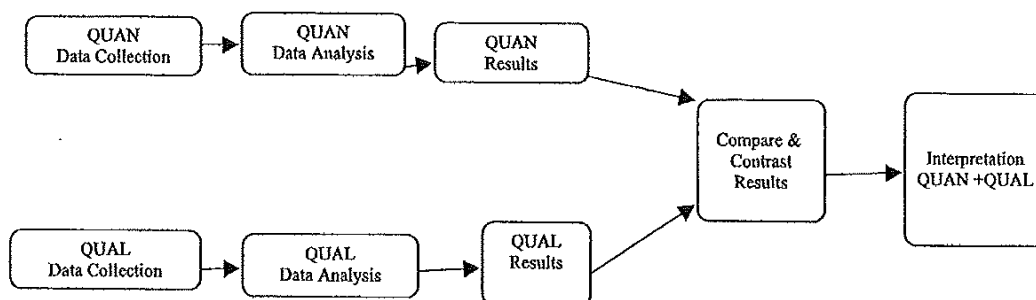 QUAN
Data Collection
QUAN
Data Analysis
QUAN
Results
Compare &
Contrast
Results
Interpretation
QUAN +QUAL
QUAL
Data Collection
QUAL
Data Analysis
QUAL
Results